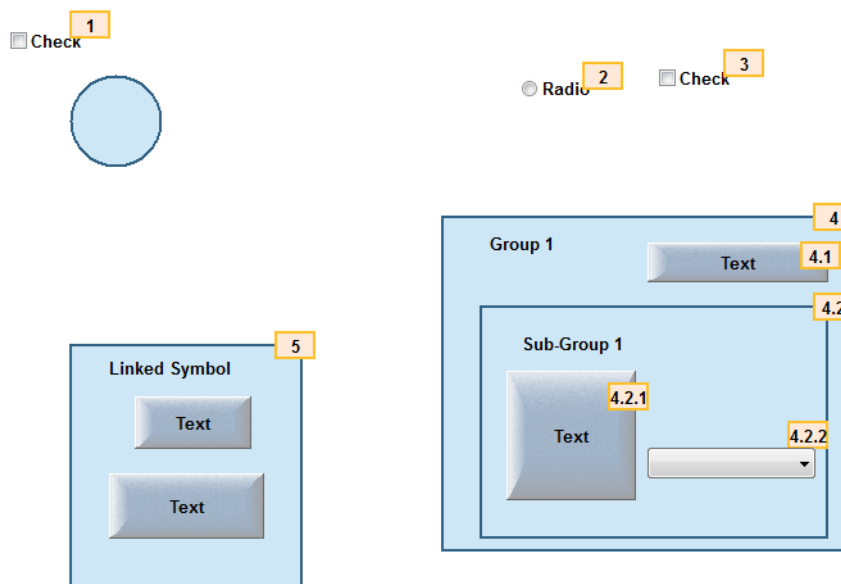 1
Check
2
Radio
3
Check
4
Group 1
4.1
Text
4.2
Sub-Group 1
4.2.1
Text
4.2.2
5
Linked Symbol
Text
Text